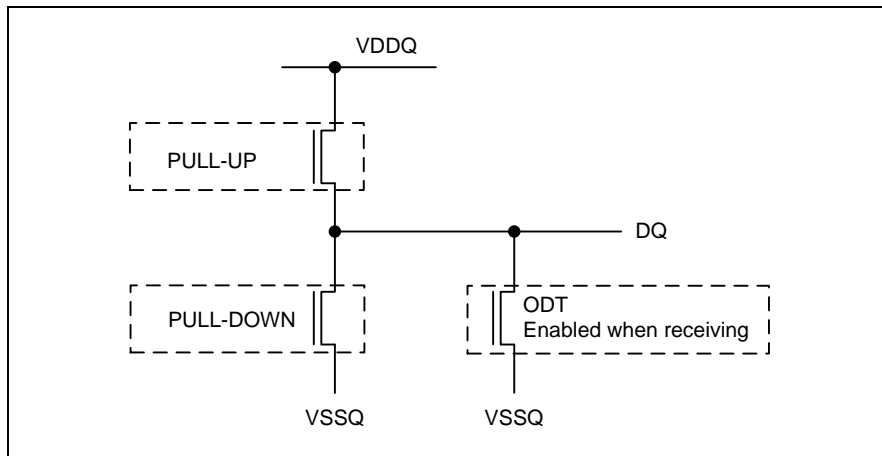 VDDQ
PULL-UP
DQ
PULL-DOWN
ODT
Enabled when receiving
VSSQ
VSSQ